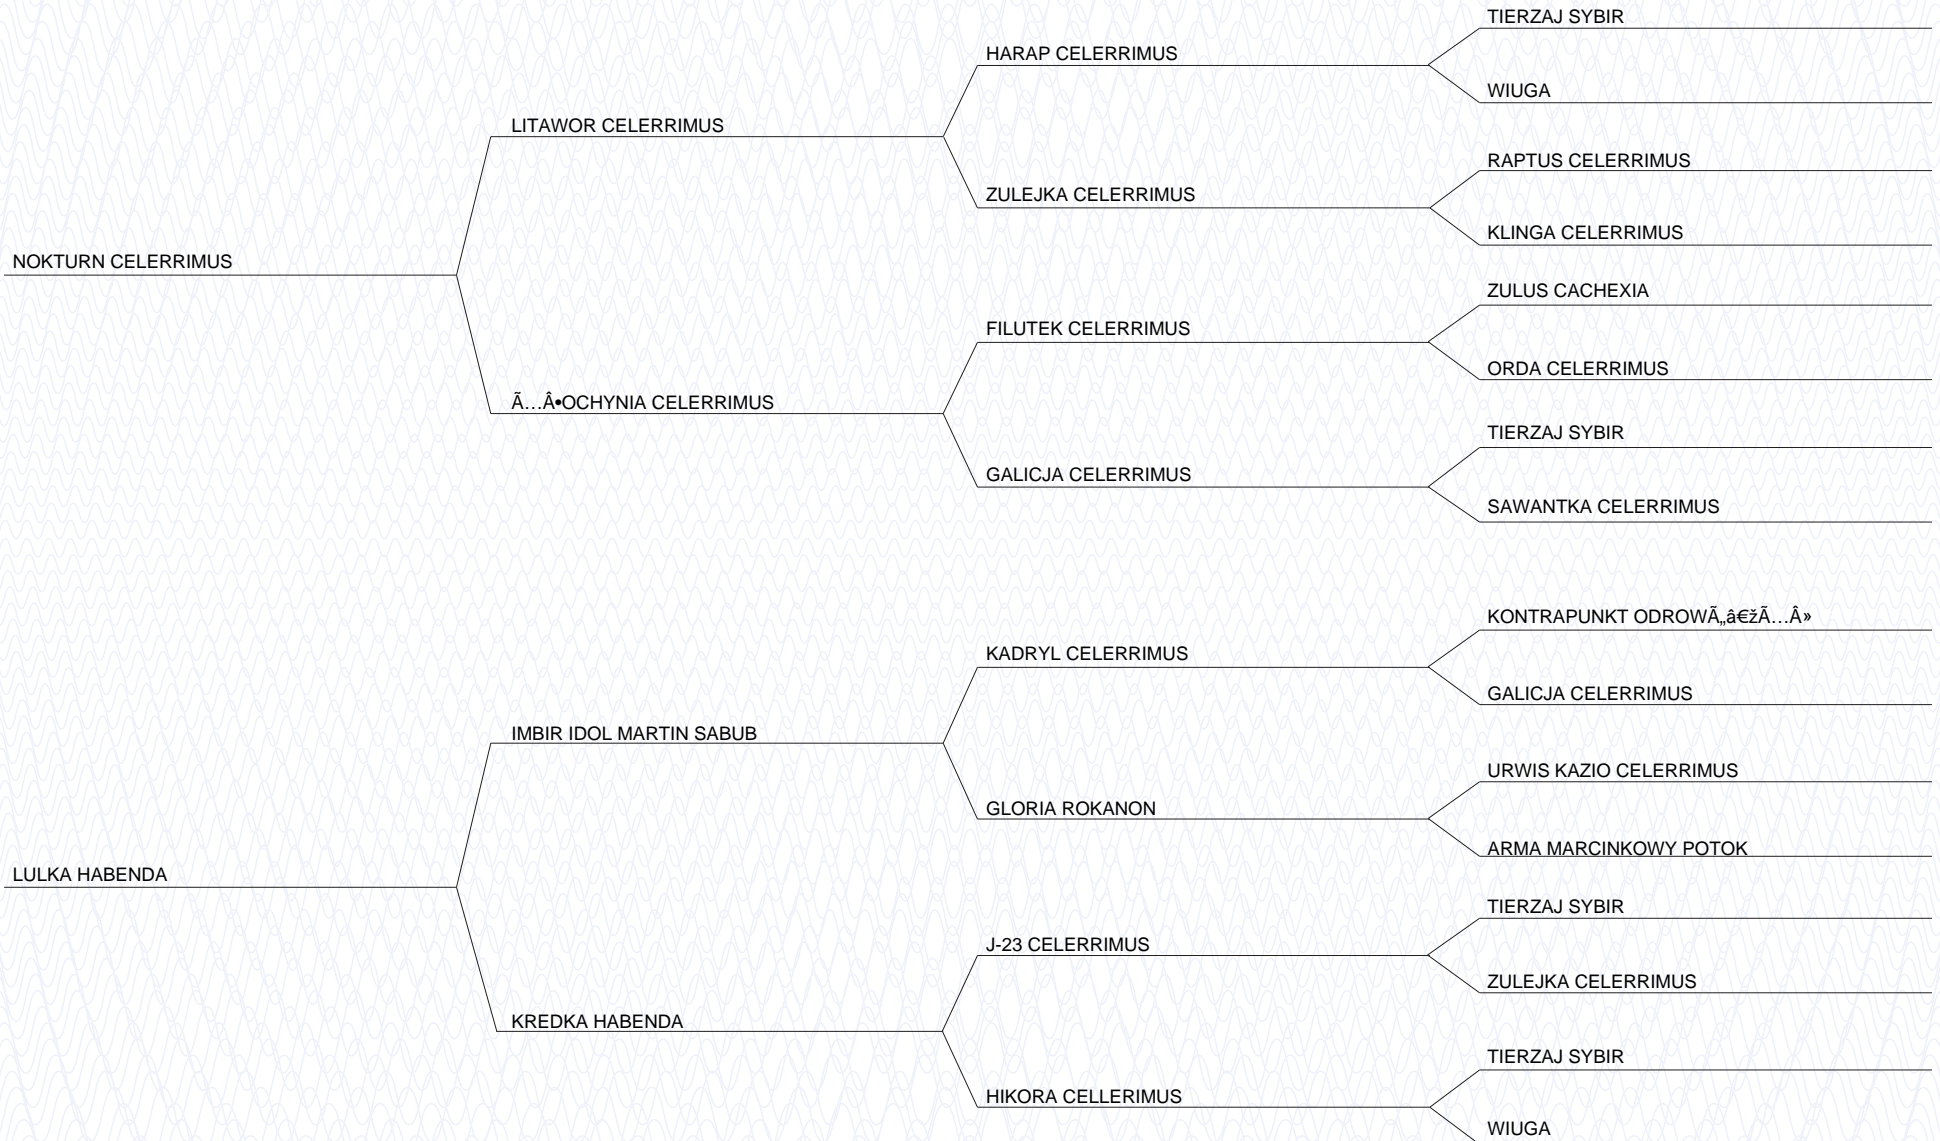 TIERZAJ SYBIR
HARAP CELERRIMUS
WIUGA
LITAWOR CELERRIMUS
RAPTUS CELERRIMUS
ZULEJKA CELERRIMUS
KLINGA CELERRIMUS
NOKTURN CELERRIMUS
ZULUS CACHEXIA
FILUTEK CELERRIMUS
ORDA CELERRIMUS
Ã…Â•OCHYNIA CELERRIMUS
TIERZAJ SYBIR
GALICJA CELERRIMUS
SAWANTKA CELERRIMUS
KONTRAPUNKT ODROWÃ„â€žÃ…Â»
KADRYL CELERRIMUS
GALICJA CELERRIMUS
IMBIR IDOL MARTIN SABUB
URWIS KAZIO CELERRIMUS
GLORIA ROKANON
ARMA MARCINKOWY POTOK
LULKA HABENDA
TIERZAJ SYBIR
J-23 CELERRIMUS
ZULEJKA CELERRIMUS
KREDKA HABENDA
TIERZAJ SYBIR
HIKORA CELLERIMUS
WIUGA